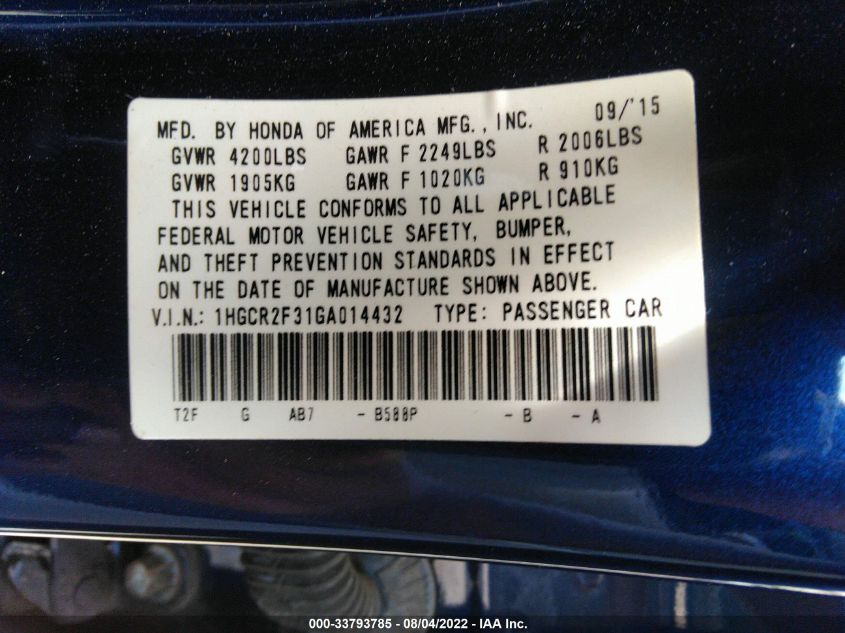 09/'15
MFD. BY HONDA OF AMERICA MFG., INC.
GVWR 4200LBS GAWR F 2249LBS R 2006LBS
GVWR 1905KG GAWR F 1020KG R 910KG
THIS VEHICLE CONFORMS TO ALL APPLICABLE
FEDERAL MOTOR VEHICLE SAFETY, BUMPER,
AND THEFT PREVENTION STANDARDS IN EFFECT
ON THE DATE OF MANUFACTURE SHOWN ABOVE.
V.I.N.: 1HGCR2F31GA014432 TYPE: PASSENGER CAR
T2F G AB7 - B588P - B - A
000-33793785 - 08/04/2022 - IAA Inc.